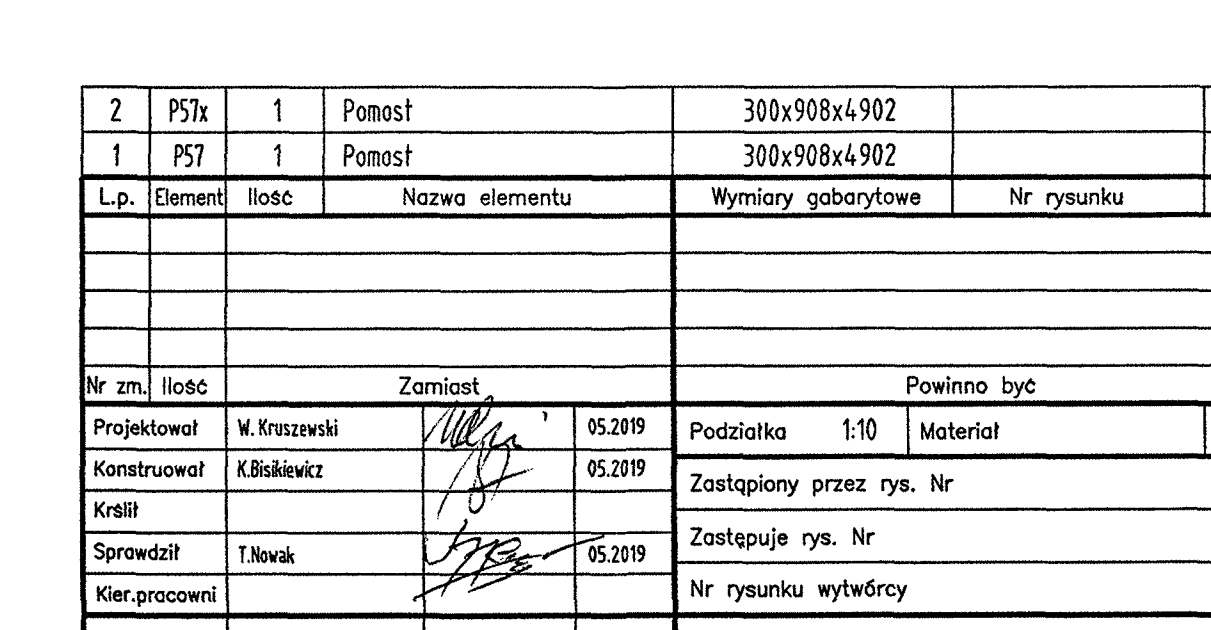 2 P57x 1 Pomost 300x908x4902
1 P57 1 Pomost 300x908x4902
L.p. Element Ilość Nazwa elementu Wymiary gabarytowe Nr rysunku
Nr zm. Ilość Zamiast Powinno być
Projektował W. Kruszewski 05.2019 Podziałka 1:10 Materiał
Konstruował K.Bisikiewicz 05.2019
Zastąpiony przez rys. Nr
Krślił
Zastępuje rys. Nr
Sprawdził T.Nowak 05.2019
Kier.pracowni Nr rysunku wytwórcy